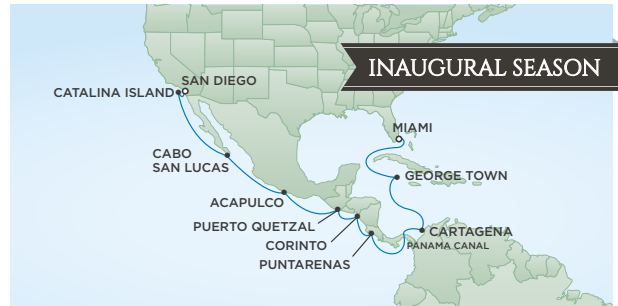 INAUGURAL SEASON
SAN DIEGO
CATALINA ISLAND
MIAMI
CABO
SAN LUCAS
GEORGE TOWN
ACAPULCO
PUERTO QUETZAL
CARTAGENA
CORINTO
PANAMA CANAL
PUNTARENAS